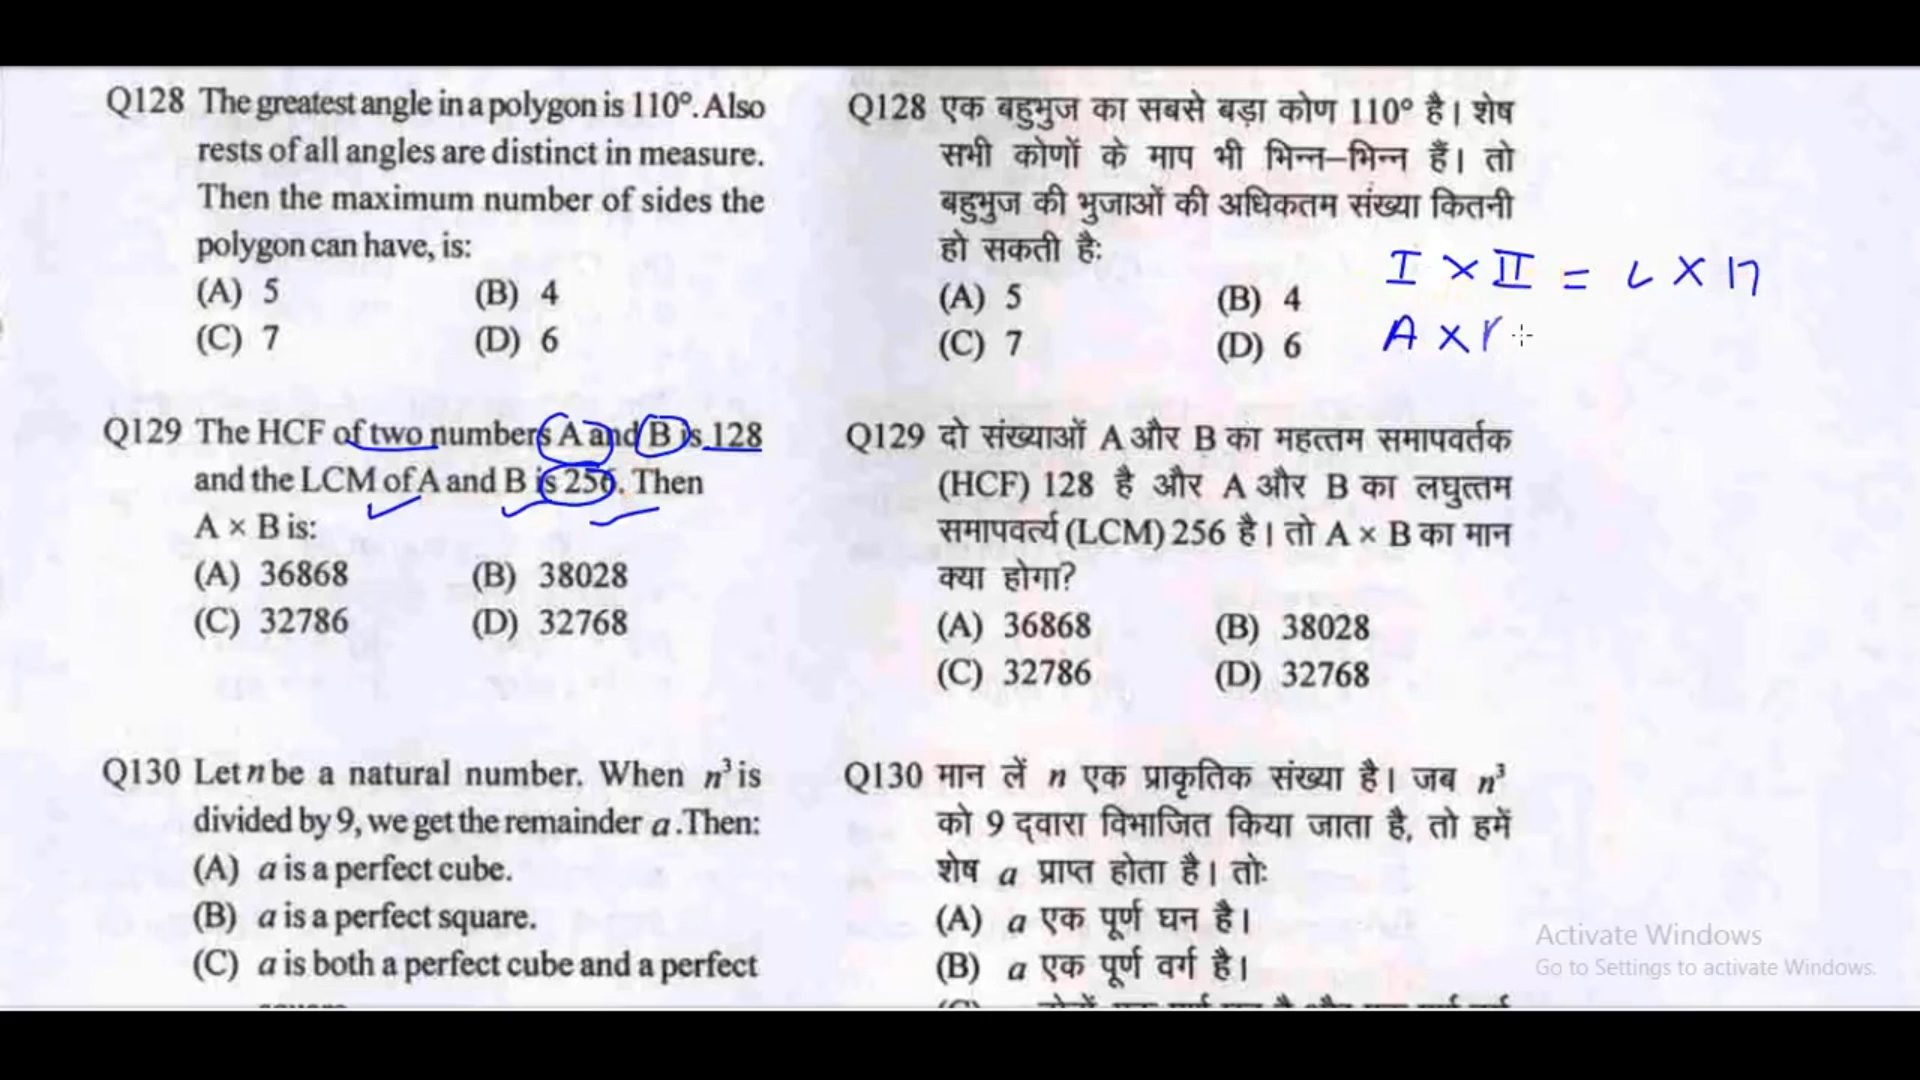 Q128 The greatest angle in a polygon is 110°. Also
rests of all angles are distinct in measure.
Then the maximum number of sides the
polygon can have, is:
(A) 5 (B) 4
(C) 7 (D) 6
Q129 The HCF of two numbers A and B is 128
and the LCM of A and B is 256. Then
A × B is:
(A) 36868 (B) 38028
(C) 32786 (D) 32768
Q130 Let n be a natural number. When n³ is
divided by 9, we get the remainder a .Then:
(A) a is a perfect cube.
(B) a is a perfect square.
(C) a is both a perfect cube and a perfect
Q128 एक बहुभुज का सबसे बड़ा कोण 110° है। शेष
सभी कोणों के माप भी भिन्न–भिन्न हैं। तो
बहुभुज की भुजाओं की अधिकतम संख्या कितनी
हो सकती है:
(A) 5 (B) 4
(C) 7 (D) 6
I × II = L ×
A ×
Q129 दो संख्याओं A और B का महत्तम समापवर्तक
(HCF) 128 है और A और B का लघुत्तम
समापवर्त्य (LCM) 256 है। तो A × B का मान
क्या होगा?
(A) 36868 (B) 38028
(C) 32786 (D) 32768
Q130 मान लें n एक प्राकृतिक संख्या है। जब n³
को 9 द्वारा विभाजित किया जाता है, तो हमें
शेष a प्राप्त होता है। तो:
(A) a एक पूर्ण घन है।
(B) a एक पूर्ण वर्ग है।
Activate Windows
Go to Settings to activate Windows.